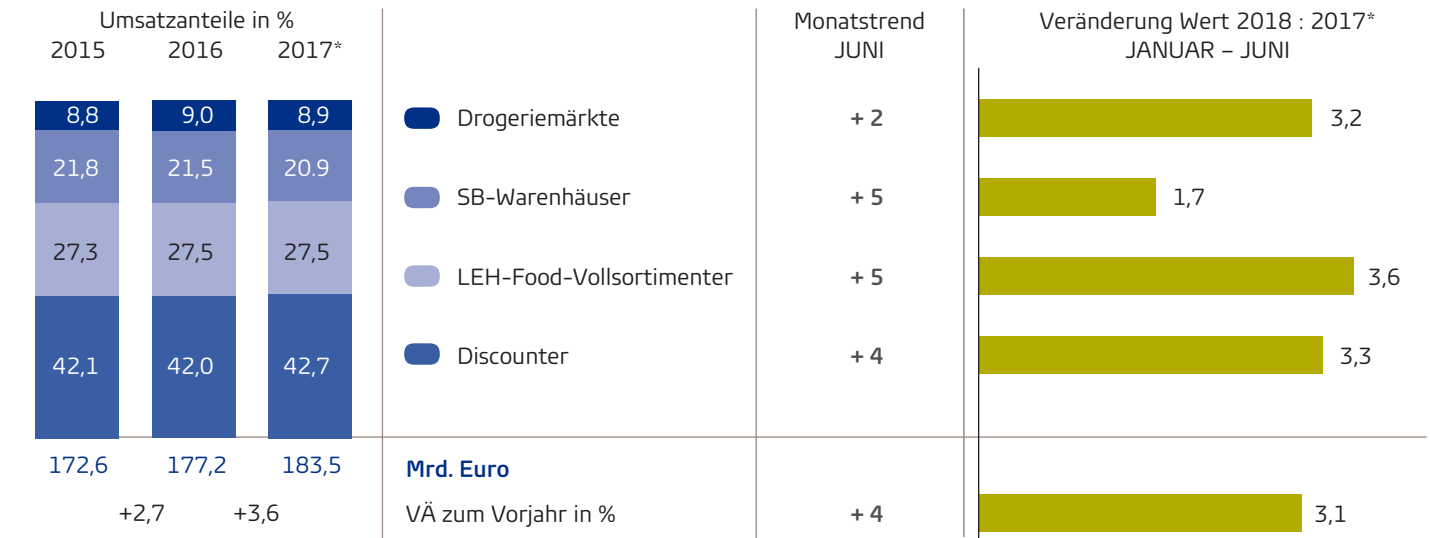 Umsatzanteile in %
2015 2016 2017*
Monatstrend
JUNI
Veränderung Wert 2018 : 2017*
JANUAR – JUNI
8,8 9,0 8,9 Drogeriemärkte + 2 3,2
21,8 21,5 20.9 SB-Warenhäuser + 5 1,7
27,3 27,5 27,5 LEH-Food-Vollsortimenter + 5 3,6
42,1 42,0 42,7 Discounter + 4 3,3
172,6 177,2 183,5 Mrd. Euro
+2,7 +3,6 VÄ zum Vorjahr in % + 4 3,1